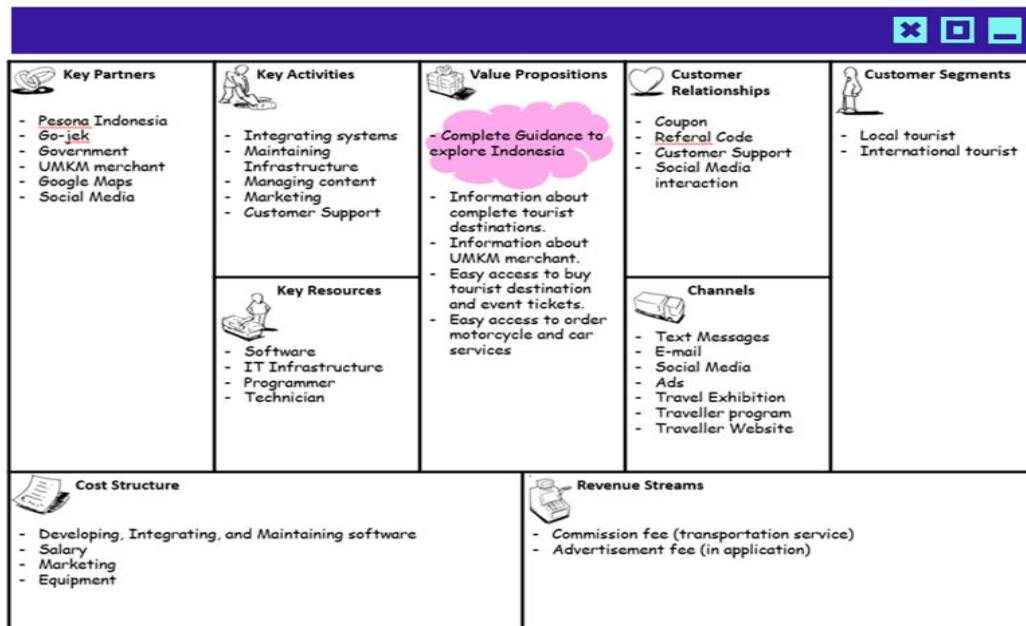 Key Partners
- Pesona Indonesia
- Go-jek
- Government
- UMKM merchant
- Google Maps
- Social Media
Key Activities
- Integrating systems
- Maintaining
Infrastructure
- Managing content
- Marketing
- Customer Support
Key Resources
- Software
- IT Infrastructure
- Programmer
- Technician
Value Propositions
- Complete Guidance to
explore Indonesia
- Information about
complete tourist
destinations.
- Information about
UMKM merchant.
- Easy access to buy
tourist destination
and event tickets.
- Easy access to order
motorcycle and car
services
Customer
Relationships
- Coupon
- Referal Code
- Customer Support
- Social Media
interaction
Channels
- Text Messages
- E-mail
- Social Media
- Ads
- Travel Exhibition
- Traveller program
- Traveller Website
Customer Segments
- Local tourist
- International tourist
Cost Structure
- Developing, Integrating, and Maintaining software
- Salary
- Marketing
- Equipment
Revenue Streams
- Commission fee (transportation service)
- Advertisement fee (in application)